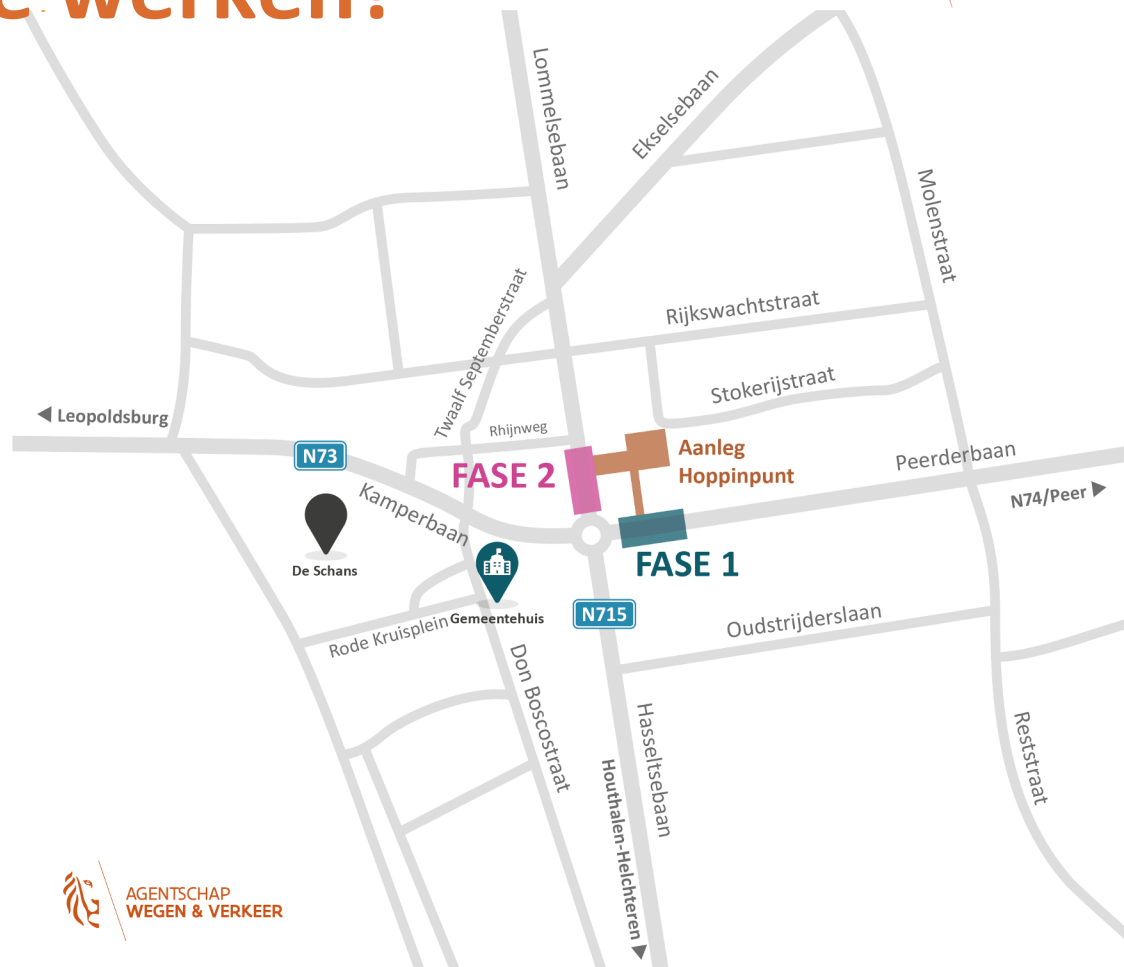 e werken?
Lommelsebaan
Ekselsebaan
Molenstraat
Twaalf Septemberstraat
Rijkswachtstraat
Stokerijstraat
Leopoldsburg
Rhijnweg
N73
FASE 2
Aanleg
Hoppinpunt
Peerderbaan
N74/Peer
Kamperbaan
De Schans
FASE 1
Gemeentehuis
N715
Rode Kruisplein
Oudstrijderslaan
Don Boscostraat
Hasseltsebaan
Houthalen-Helchteren
Reststraat
AGENTSCHAP
WEGEN & VERKEER